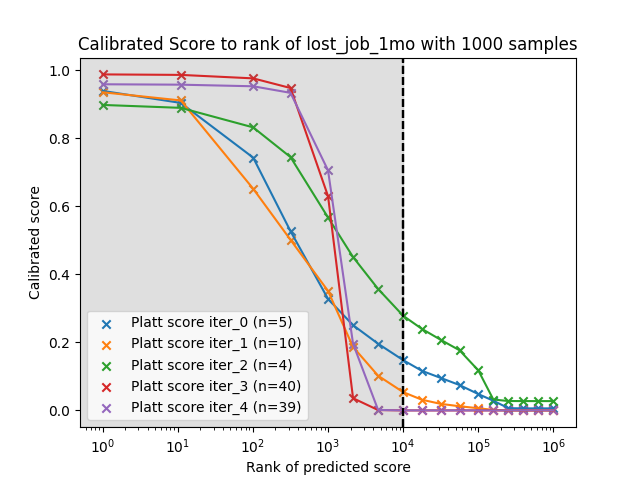 Calibrated Score to rank of lost_job_1mo with 1000 samples
1.0
0.8
0.6
0.4
0.2
0.0
Calibrated score
Platt score iter_0 (n=5)
Platt score iter_1 (n=10)
Platt score iter_2 (n=4)
Platt score iter_3 (n=40)
Platt score iter_4 (n=39)
10⁰ 10¹ 10² 10³ 10⁴ 10⁵ 10⁶
Rank of predicted score